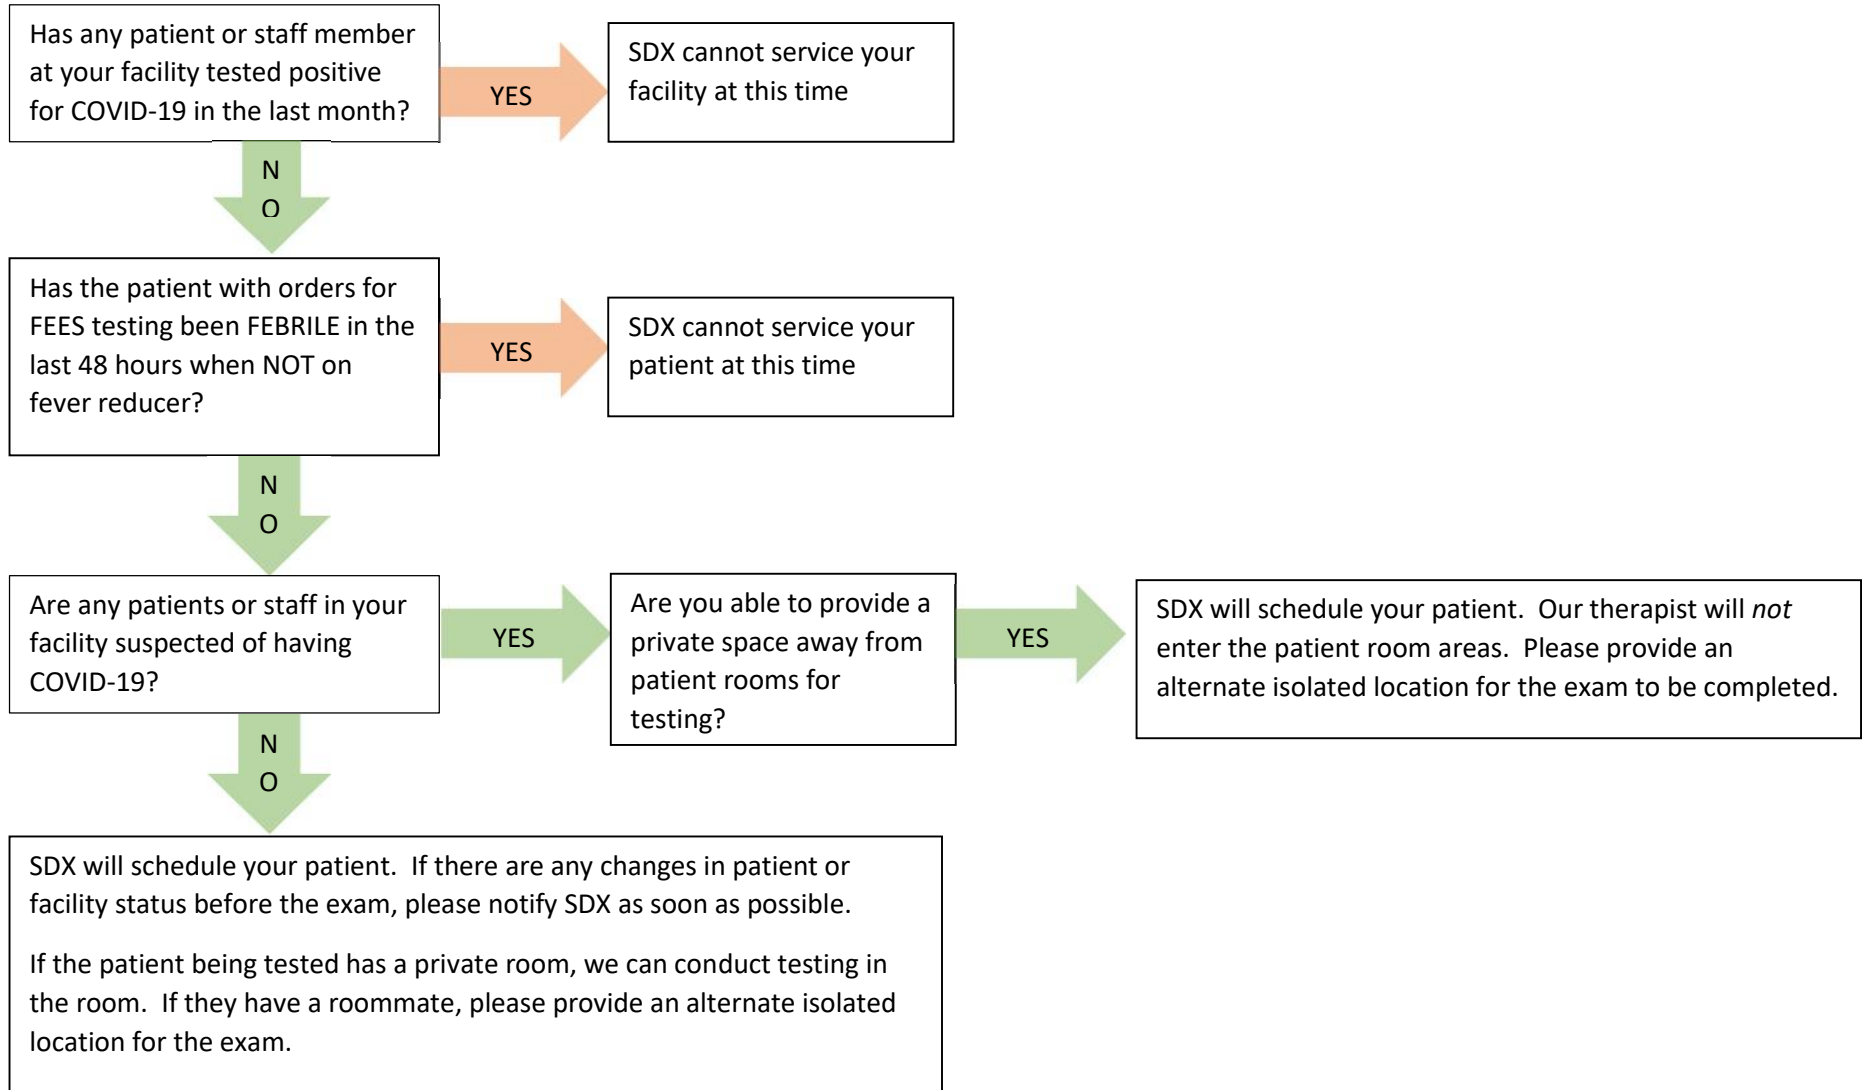 Has any patient or staff member
at your facility tested positive
for COVID-19 in the last month?
YES
SDX cannot service your
facility at this time
N
O
Has the patient with orders for
FEES testing been FEBRILE in the
last 48 hours when NOT on
fever reducer?
YES
SDX cannot service your
patient at this time
N
O
Are any patients or staff in your
facility suspected of having
COVID-19?
YES
Are you able to provide a
private space away from
patient rooms for
testing?
YES
SDX will schedule your patient.  Our therapist will not
enter the patient room areas.  Please provide an
alternate isolated location for the exam to be completed.
N
O
SDX will schedule your patient.  If there are any changes in patient or
facility status before the exam, please notify SDX as soon as possible.
If the patient being tested has a private room, we can conduct testing in
the room.  If they have a roommate, please provide an alternate isolated
location for the exam.